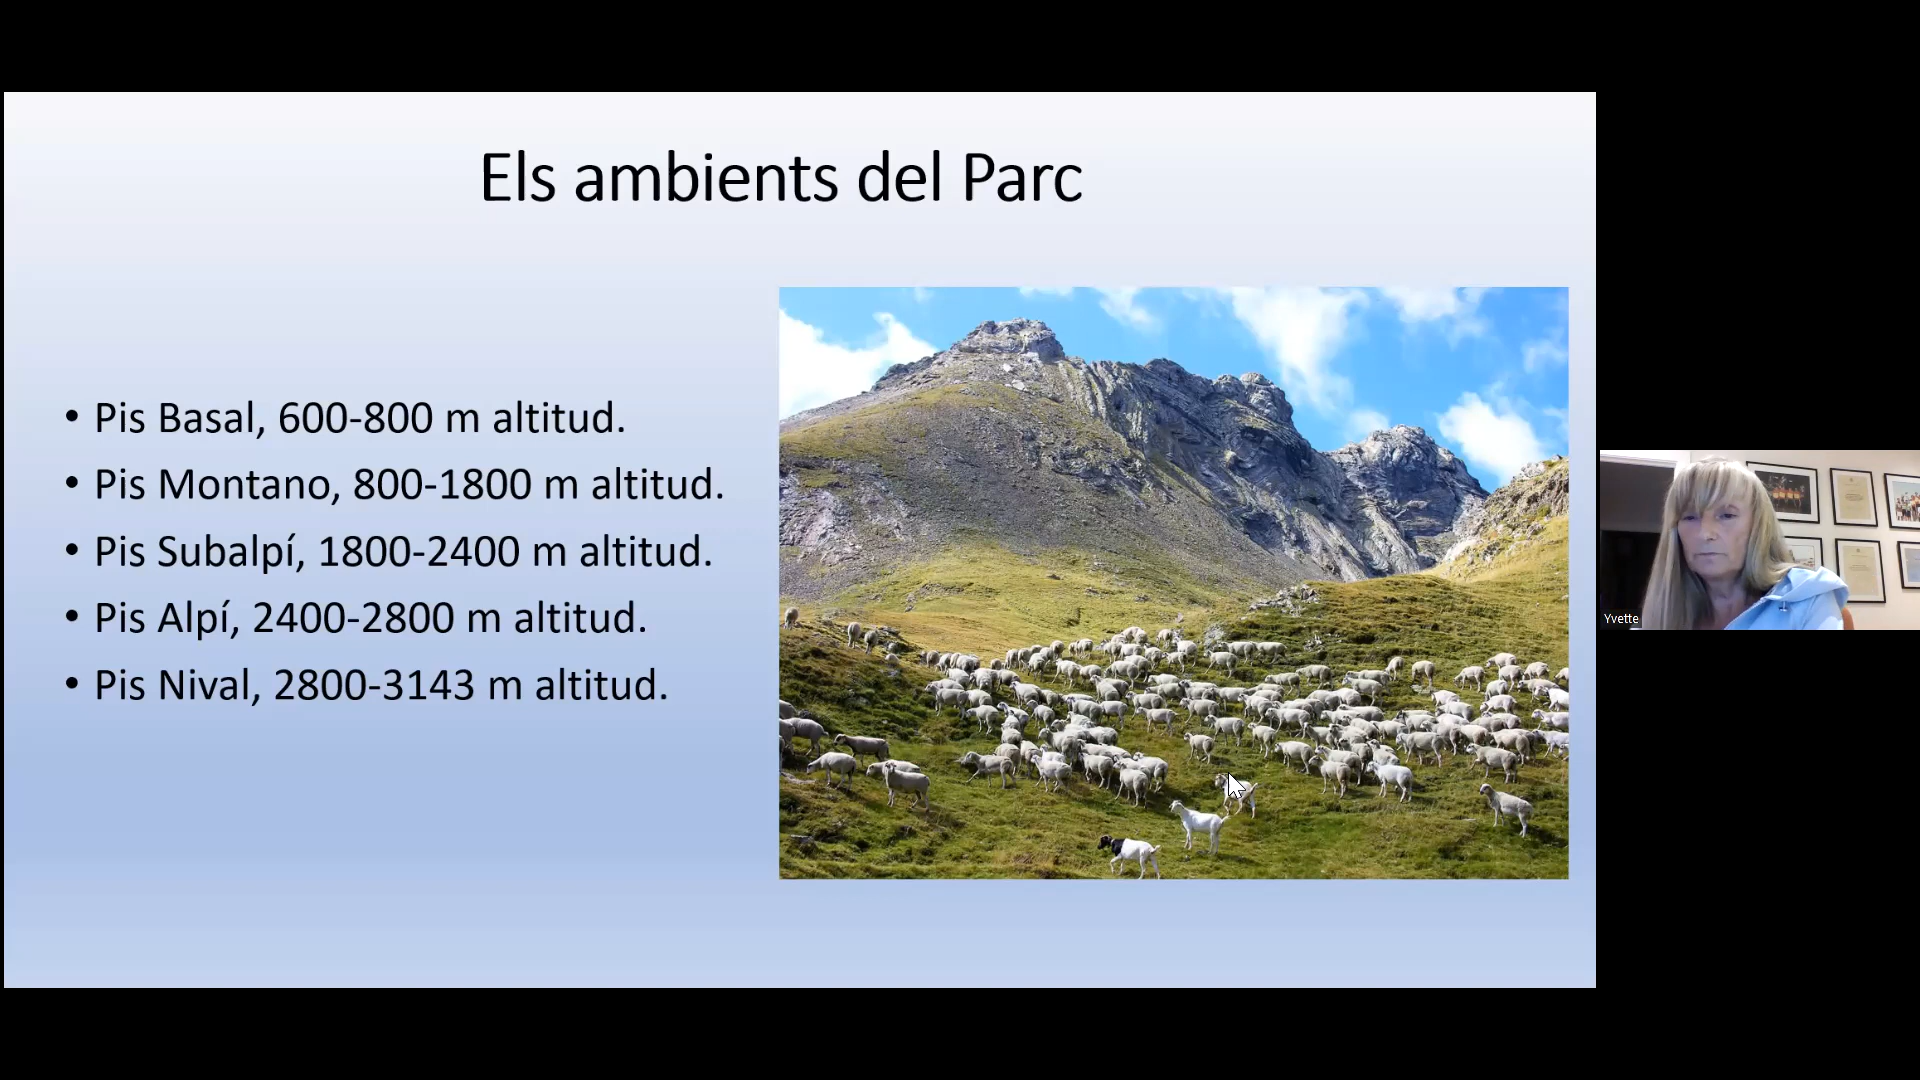 Els ambients del Parc
• Pis Basal, 600-800 m altitud.
• Pis Montano, 800-1800 m altitud.
• Pis Subalpí, 1800-2400 m altitud.
• Pis Alpí, 2400-2800 m altitud.
• Pis Nival, 2800-3143 m altitud.
Yvette